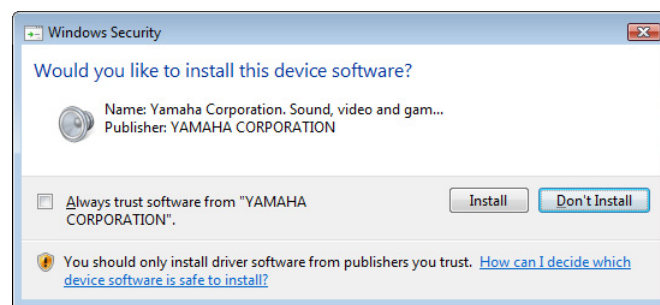 Windows Security
Would you like to install this device software?
Name: Yamaha Corporation. Sound, video and gam...
Publisher: YAMAHA CORPORATION
Always trust software from "YAMAHA
CORPORATION".
Install
Don't Install
You should only install driver software from publishers you trust. How can I decide which
device software is safe to install?